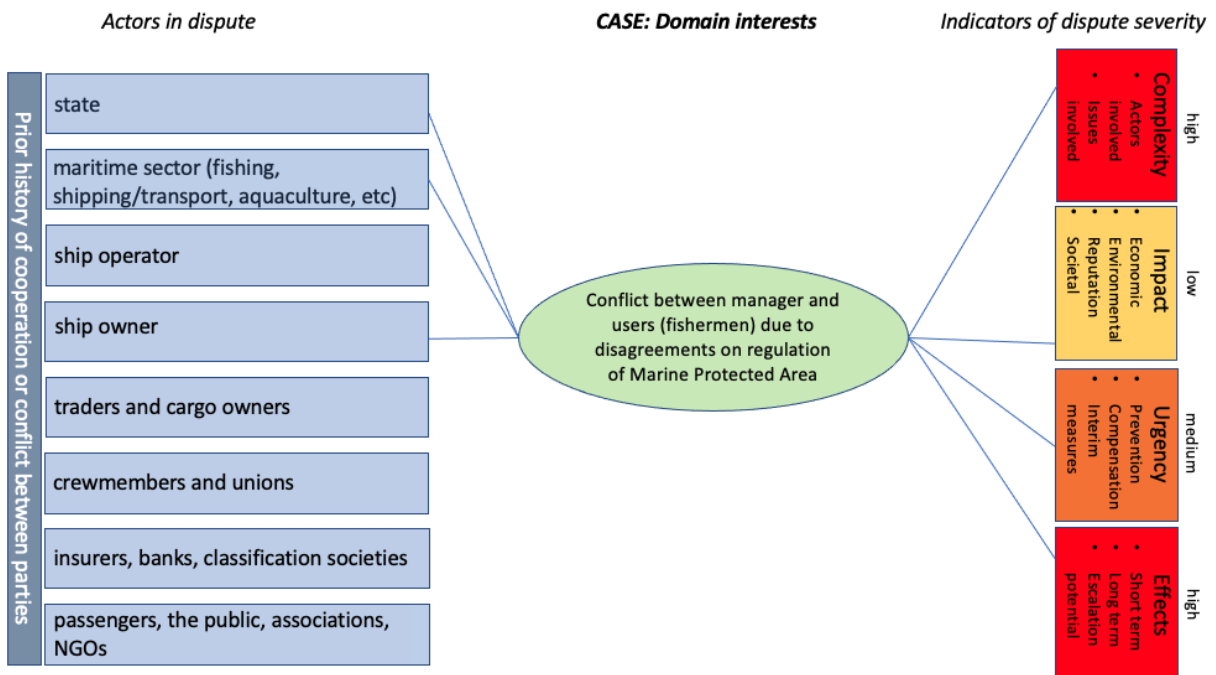 Actors in dispute
CASE: Domain interests
Indicators of dispute severity
Prior history of cooperation or conflict between parties
state
maritime sector (fishing,
shipping/transport, aquaculture, etc)
ship operator
ship owner
traders and cargo owners
crewmembers and unions
insurers, banks, classification societies
passengers, the public, associations,
NGOs
Conflict between manager and
users (fishermen) due to
disagreements on regulation
of Marine Protected Area
high
Complexity
• Actors
involved
• Issues
involved
low
Impact
• Economic
• Environmental
• Reputation
• Societal
medium
Urgency
• Prevention
• Compensation
• Interim
measures
high
Effects
• Short term
• Long term
• Escalation
potential